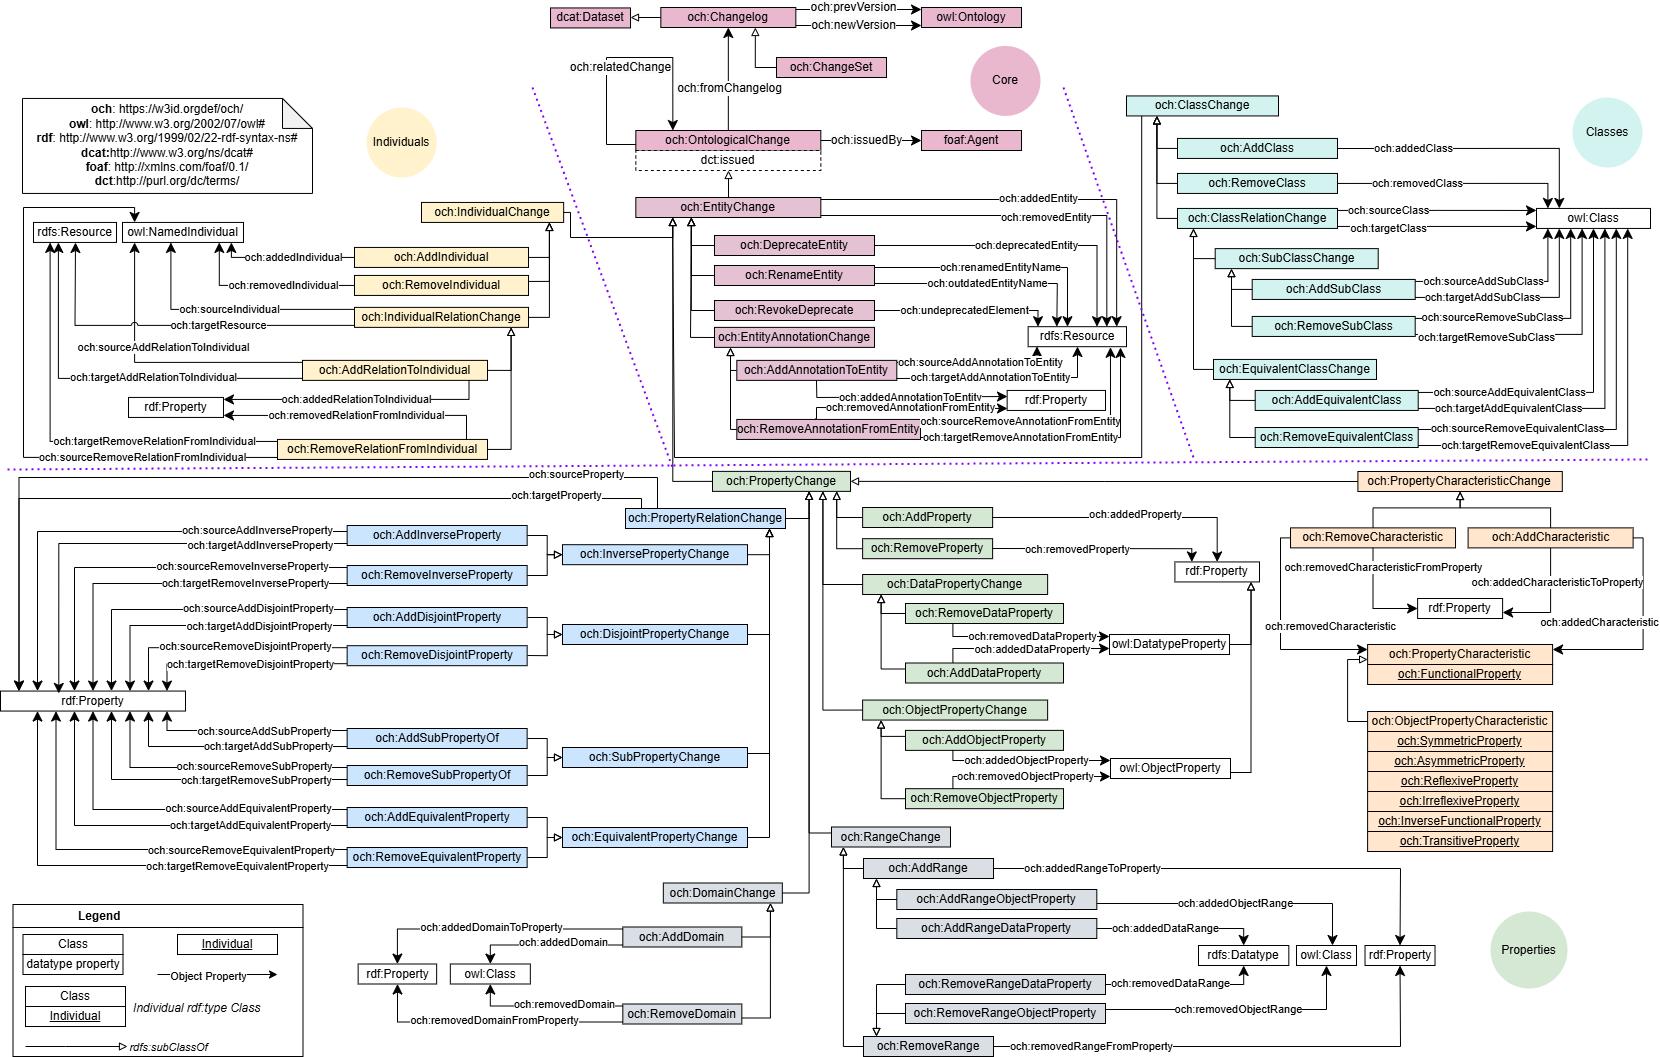 dcat:Dataset
och:Changelog
och:prevVersion
och:newVersion
owl:Ontology
och:ChangeSet
och:relatedChange
och:fromChangelog
Core
och:OntologicalChange
dct:issued
och:issuedBy
foaf:Agent
och: https://w3id.orgdef/och/
owl: http://www.w3.org/2002/07/owl#
rdf: http://www.w3.org/1999/02/22-rdf-syntax-ns#
dcat:http://www.w3.org/ns/dcat#
foaf: http://xmlns.com/foaf/0.1/
dct:http://purl.org/dc/terms/
Individuals
och:IndividualChange
rdfs:Resource
owl:NamedIndividual
och:addedIndividual
och:AddIndividual
och:removedIndividual
och:RemoveIndividual
och:sourceIndividual
och:targetResource
och:IndividualRelationChange
och:sourceAddRelationToIndividual
och:AddRelationToIndividual
och:targetAddRelationToIndividual
och:addedRelationToIndividual
rdf:Property
och:removedRelationFromIndividual
och:targetRemoveRelationFromIndividual
och:RemoveRelationFromIndividual
och:sourceRemoveRelationFromIndividual
och:EntityChange
och:addedEntity
och:removedEntity
och:DeprecateEntity
och:deprecatedEntity
och:RenameEntity
och:renamedEntityName
och:outdatedEntityName
och:RevokeDeprecate
och:undeprecatedElement
och:EntityAnnotationChange
rdfs:Resource
och:AddAnnotationToEntity
och:sourceAddAnnotationToEntity
och:targetAddAnnotationToEntity
och:addedAnnotationToEntity
och:removedAnnotationFromEntity
rdf:Property
och:RemoveAnnotationFromEntity
och:sourceRemoveAnnotationFromEntity
och:targetRemoveAnnotationFromEntity
och:ClassChange
Classes
och:AddClass
och:addedClass
och:RemoveClass
och:removedClass
och:ClassRelationChange
och:sourceClass
och:targetClass
owl:Class
och:SubClassChange
och:AddSubClass
och:sourceAddSubClass
och:targetAddSubClass
och:RemoveSubClass
och:sourceRemoveSubClass
och:targetRemoveSubClass
och:EquivalentClassChange
och:AddEquivalentClass
och:sourceAddEquivalentClass
och:targetAddEquivalentClass
och:RemoveEquivalentClass
och:sourceRemoveEquivalentClass
och:targetRemoveEquivalentClass
och:sourceProperty
och:targetProperty
och:PropertyRelationChange
och:sourceAddInverseProperty
och:targetAddInverseProperty
och:AddInverseProperty
och:InversePropertyChange
och:sourceRemoveInverseProperty
och:targetRemoveInverseProperty
och:RemoveInverseProperty
och:sourceAddDisjointProperty
och:targetAddDisjointProperty
och:AddDisjointProperty
och:DisjointPropertyChange
och:sourceRemoveDisjointProperty
och:targetRemoveDisjointProperty
och:RemoveDisjointProperty
rdf:Property
och:sourceAddSubProperty
och:targetAddSubProperty
och:AddSubPropertyOf
och:SubPropertyChange
och:sourceRemoveSubProperty
och:targetRemoveSubProperty
och:RemoveSubPropertyOf
och:sourceAddEquivalentProperty
och:targetAddEquivalentProperty
och:AddEquivalentProperty
och:EquivalentPropertyChange
och:sourceRemoveEquivalentProperty
och:targetRemoveEquivalentProperty
och:RemoveEquivalentProperty
och:PropertyChange
och:AddProperty
och:addedProperty
och:RemoveProperty
och:removedProperty
rdf:Property
och:DataPropertyChange
och:RemoveDataProperty
och:removedDataProperty
och:addedDataProperty
owl:DatatypeProperty
och:AddDataProperty
och:ObjectPropertyChange
och:AddObjectProperty
och:addedObjectProperty
och:removedObjectProperty
owl:ObjectProperty
och:RemoveObjectProperty
och:PropertyCharacteristicChange
och:RemoveCharacteristic
och:AddCharacteristic
och:removedCharacteristicFromProperty
och:addedCharacteristicToProperty
rdf:Property
och:removedCharacteristic
och:addedCharacteristic
och:PropertyCharacteristic
och:FunctionalProperty
och:ObjectPropertyCharacteristic
och:SymmetricProperty
och:AsymmetricProperty
och:ReflexiveProperty
och:IrreflexiveProperty
och:InverseFunctionalProperty
och:TransitiveProperty
och:RangeChange
och:AddRange
och:addedRangeToProperty
och:AddRangeObjectProperty
och:addedObjectRange
och:AddRangeDataProperty
och:addedDataRange
rdfs:Datatype
owl:Class
rdf:Property
och:RemoveRangeDataProperty
och:removedDataRange
och:RemoveRangeObjectProperty
och:removedObjectRange
och:RemoveRange
och:removedRangeFromProperty
Properties
och:DomainChange
och:addedDomainToProperty
och:addedDomain
och:AddDomain
rdf:Property
owl:Class
och:removedDomain
och:removedDomainFromProperty
och:RemoveDomain
Legend
Class
datatype property
Individual
Object Property
Class
Individual
Individual rdf:type Class
rdfs:subClassOf